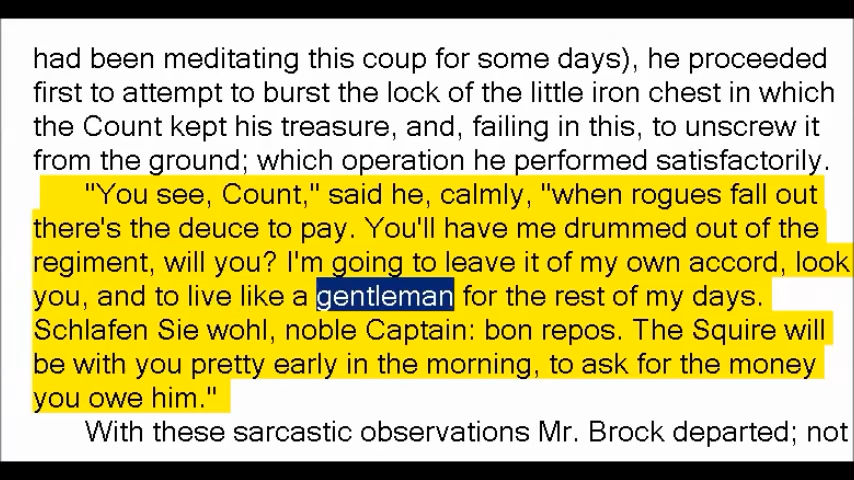 had been meditating this coup for some days), he proceeded
first to attempt to burst the lock of the little iron chest in which
the Count kept his treasure, and, failing in this, to unscrew it
from the ground; which operation he performed satisfactorily.
"You see, Count," said he, calmly, "when rogues fall out
there's the deuce to pay. You'll have me drummed out of the
regiment, will you? I'm going to leave it of my own accord, look
you, and to live like a gentleman for the rest of my days.
Schlafen Sie wohl, noble Captain: bon repos. The Squire will
be with you pretty early in the morning, to ask for the money
you owe him."
With these sarcastic observations Mr. Brock departed; not